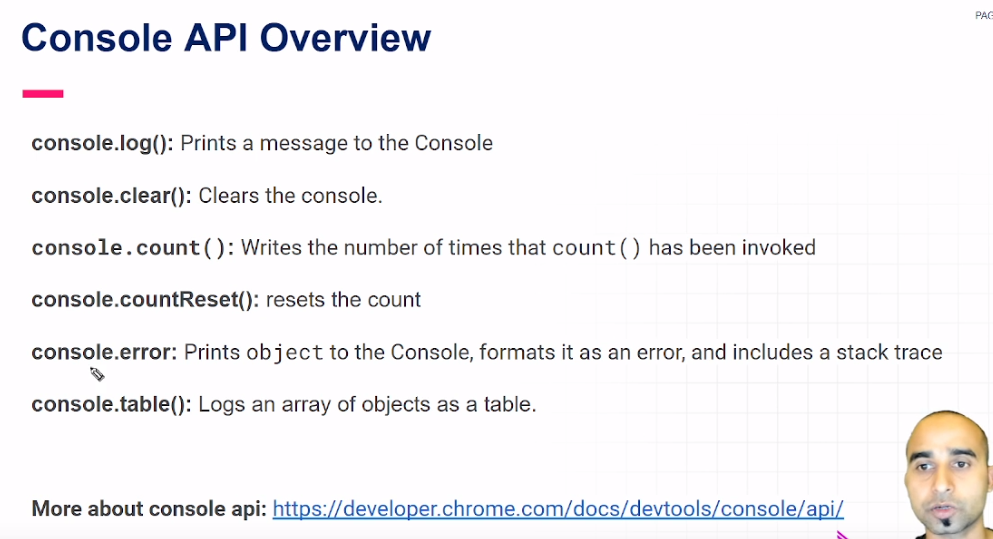 PAG
Console API Overview
console.log(): Prints a message to the Console
console.clear(): Clears the console.
console.count(): Writes the number of times that count() has been invoked
console.countReset(): resets the count
console.error: Prints object to the Console, formats it as an error, and includes a stack trace
console.table(): Logs an array of objects as a table.
More about console api: https://developer.chrome.com/docs/devtools/console/api/